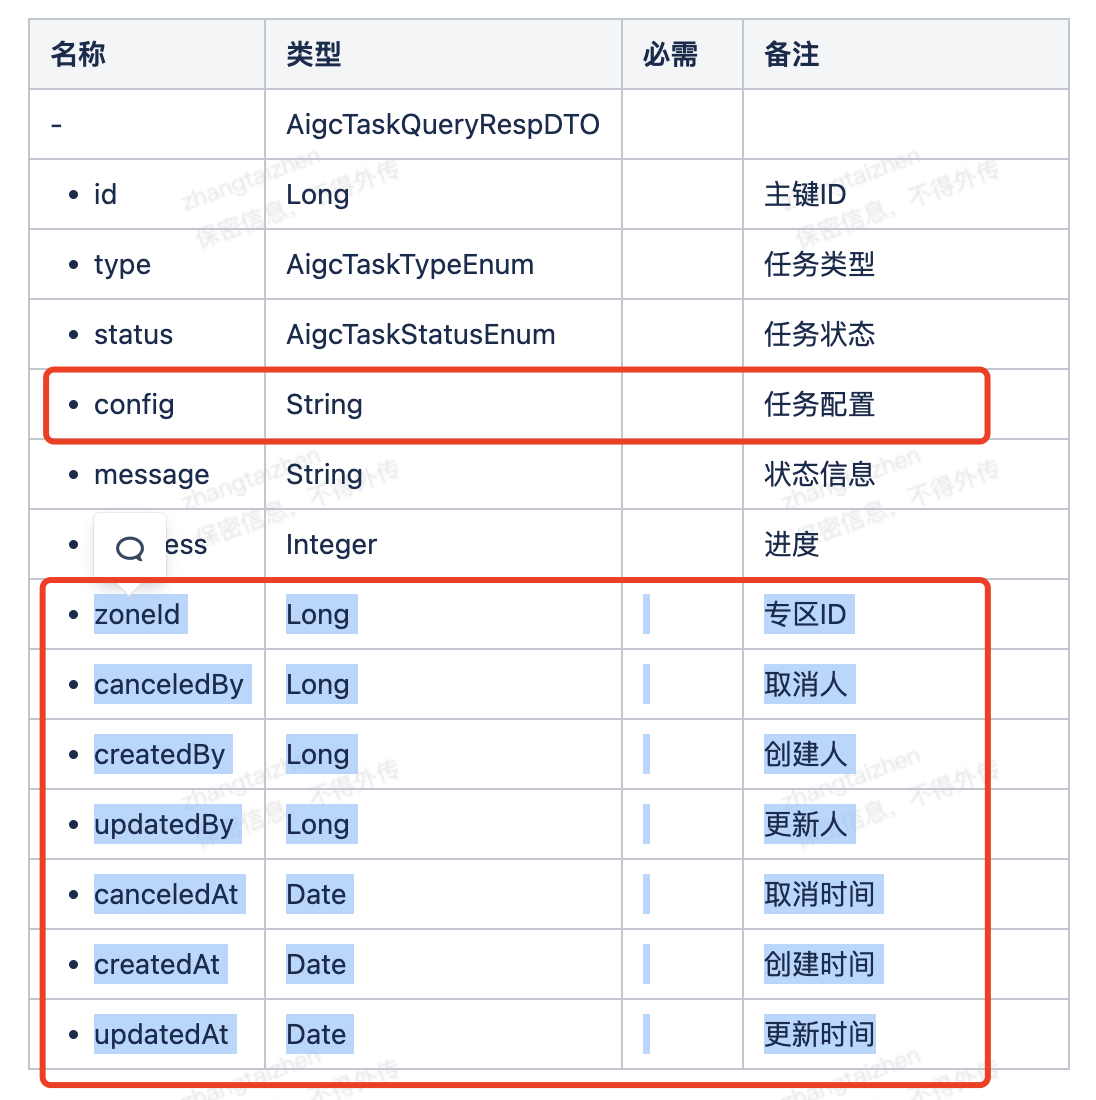 名称 类型 必需 备注
- AigcTaskQueryRespDTO
• id Long 主键ID
• type AigcTaskTypeEnum 任务类型
• status AigcTaskStatusEnum 任务状态
• config String 任务配置
• message String 状态信息
• ess Integer 进度
• zoneId Long 专区ID
• canceledBy Long 取消人
• createdBy Long 创建人
• updatedBy Long 更新人
• canceledAt Date 取消时间
• createdAt Date 创建时间
• updatedAt Date 更新时间
zhangtaizhen
保密信息，不得外传